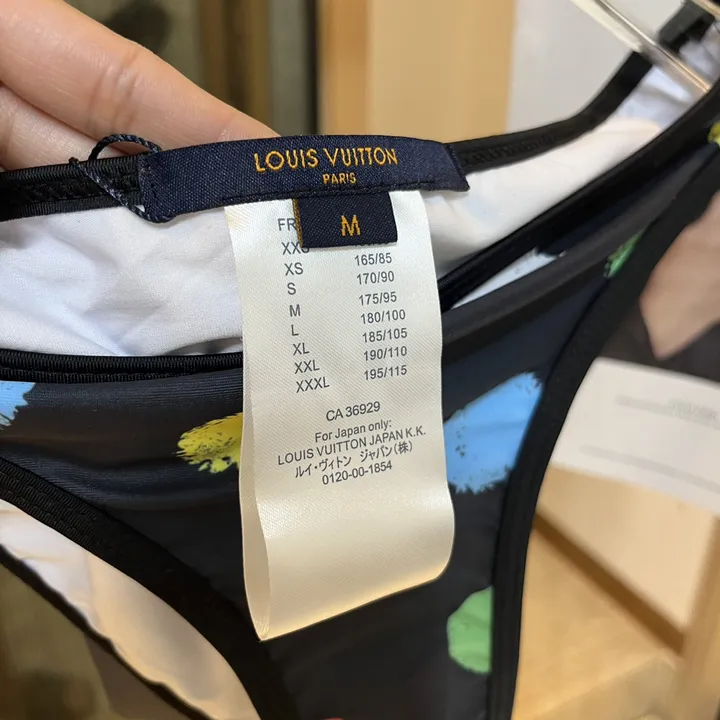 LOUIS VUITTON
PARIS
M
FR
XXS
XS 165/85
S 170/90
M 175/95
L 180/100
XL 185/105
XXL 190/110
XXXL 195/115
CA 36929
For Japan only:
LOUIS VUITTON JAPAN K.K.
ルイ・ヴィトン ジャパン(株)
0120-00-1854